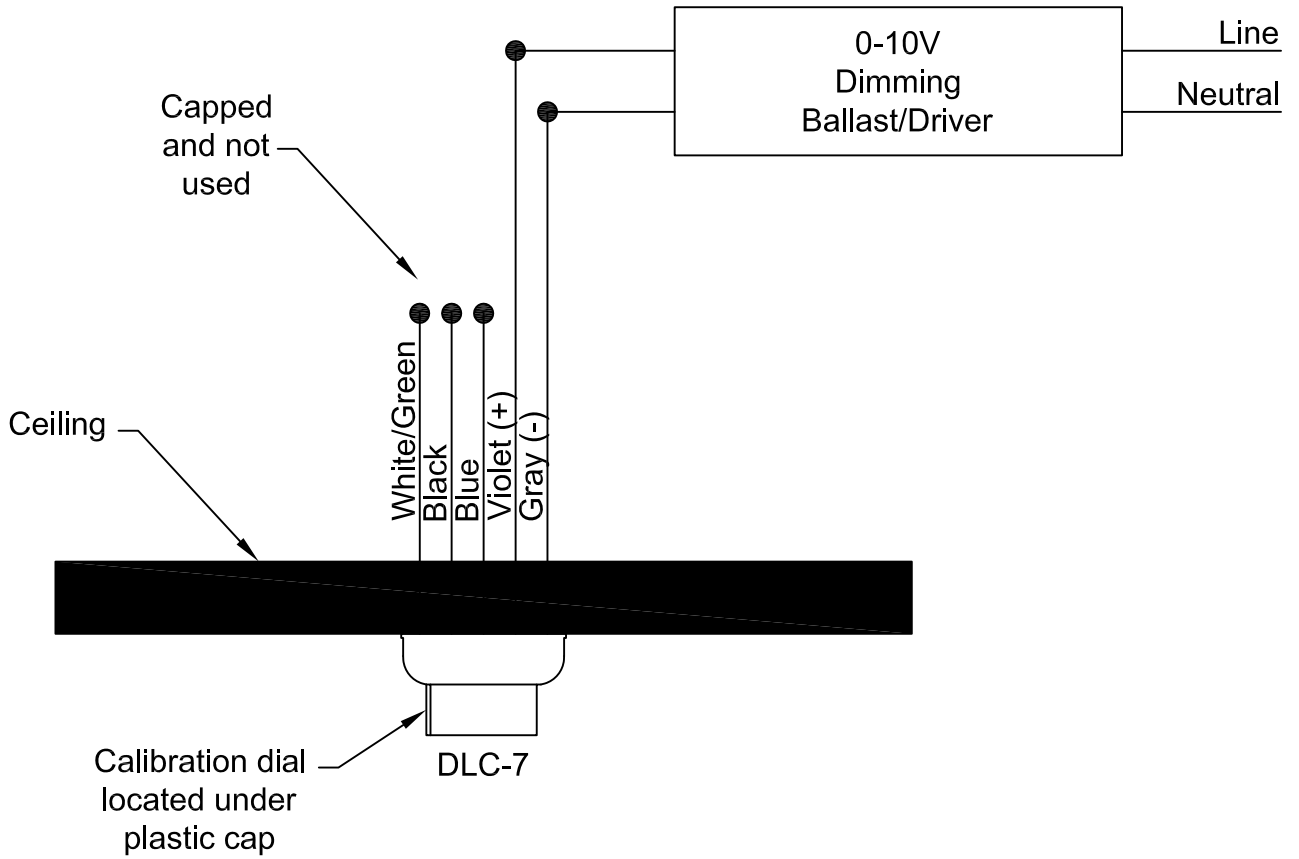 0-10V
Dimming
Ballast/Driver
Line
Neutral
Capped
and not
used
White/Green
Black
Blue
Violet (+)
Gray (-)
Ceiling
Calibration dial
located under
plastic cap
DLC-7